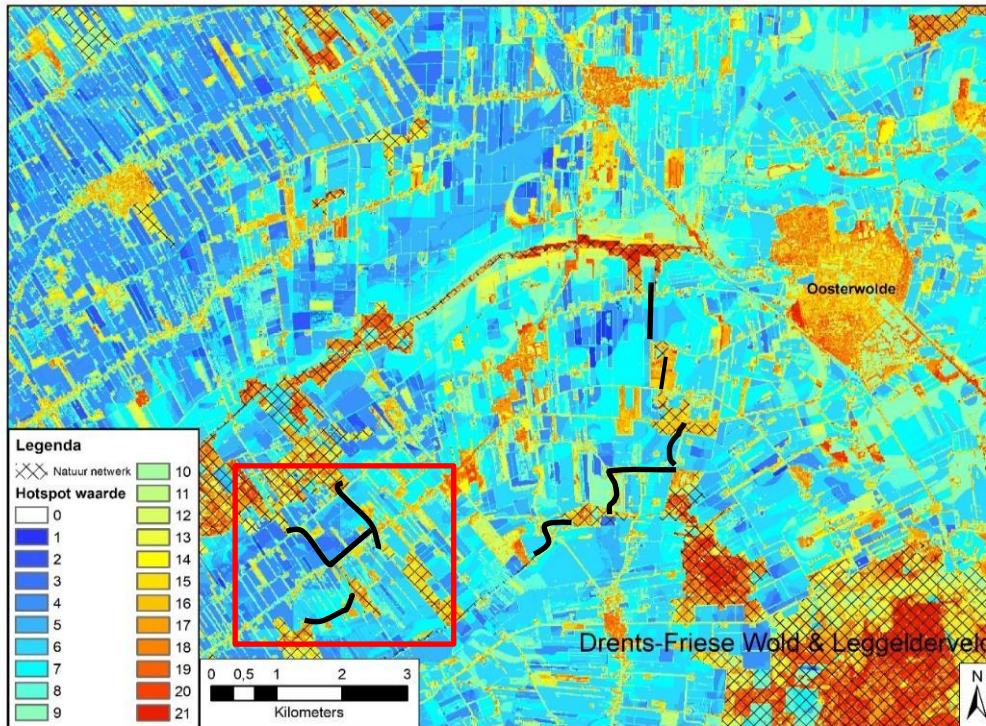 Oosterwolde
Drents-Friese Wold & Leggelderveld
Legenda
Natuur netwerk
Hotspot waarde
0
1
2
3
4
5
6
7
8
9
10
11
12
13
14
15
16
17
18
19
20
21
0 0,5 1 2 3
Kilometers
N